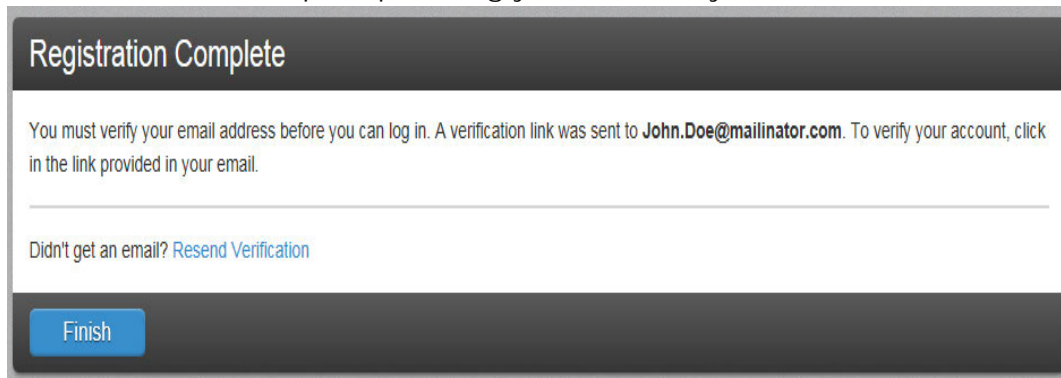 Registration Complete
You must verify your email address before you can log in. A verification link was sent to John.Doe@mailinator.com. To verify your account, click
in the link provided in your email.
Didn't get an email? Resend Verification
Finish